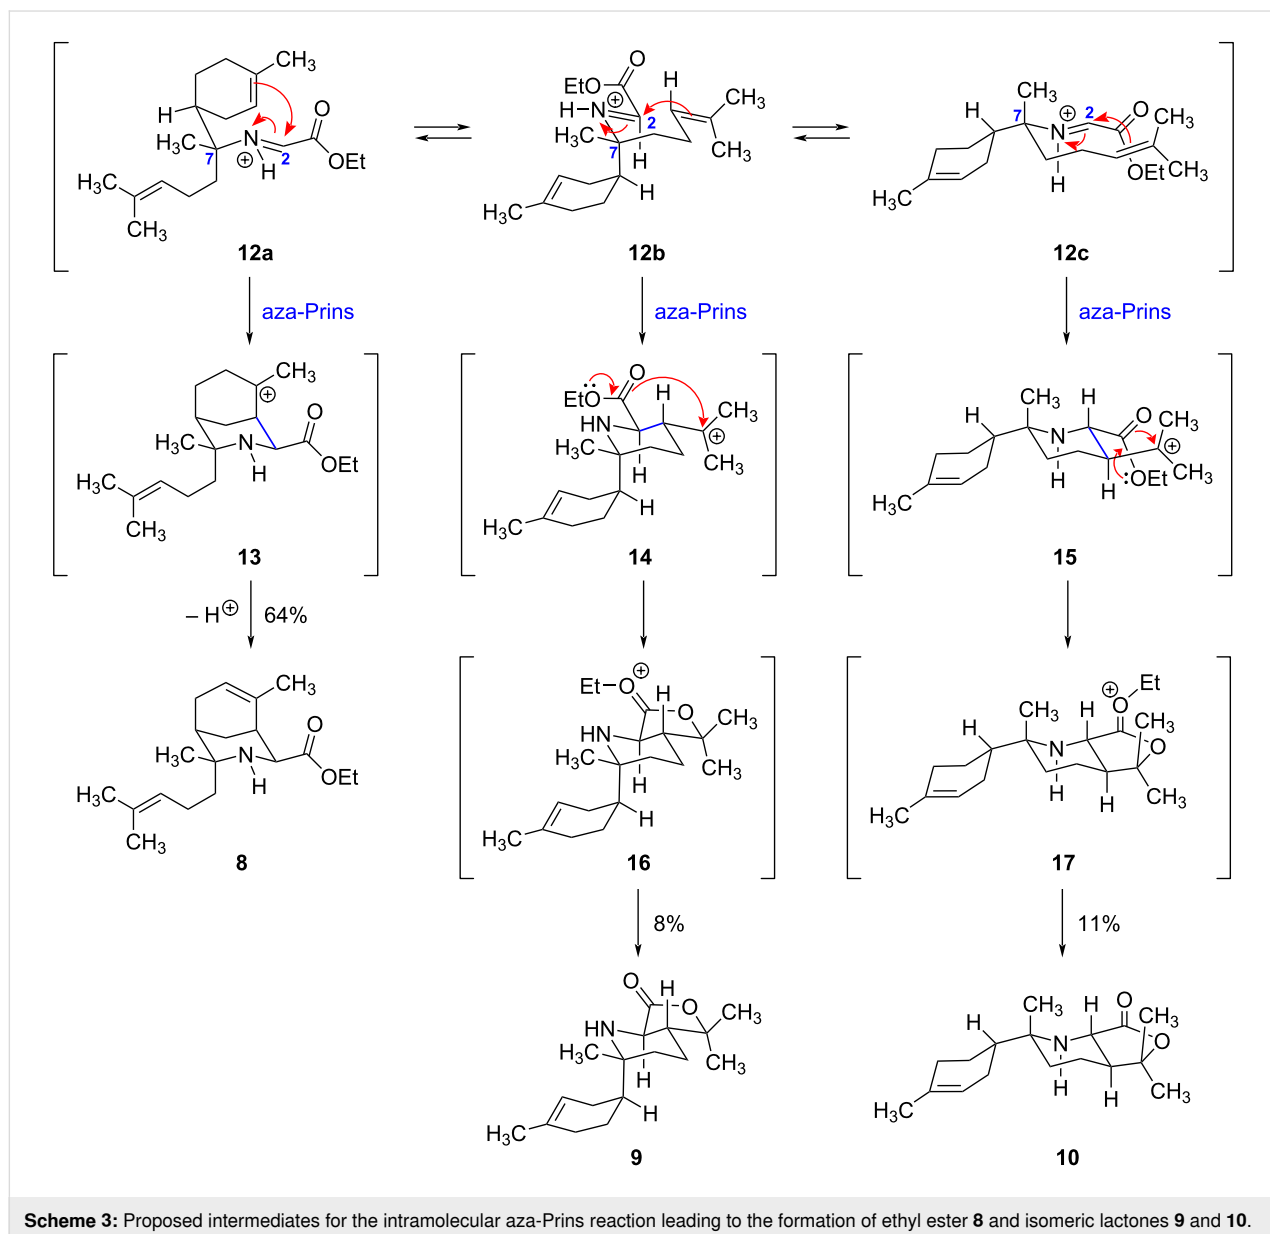 CH₃
H
H₃C
7
N
⊕
H
2
O
OEt
H₃C
CH₃
12a
O
EtO
H–N
⊕
H
CH₃
CH₃
2
H₃C
7
H
H
H₃C
12b
CH₃
H
7
⊕
2
N
H
O
CH₃
CH₃
OEt
H₃C
12c
aza-Prins
aza-Prins
aza-Prins
CH₃
⊕
H₃C
N
H
O
OEt
H₃C
CH₃
13
O
EtO
H
HN
CH₃
⊕
CH₃
H₃C
H
H
H₃C
14
CH₃
H
H
N
H
O
CH₃
⊕
CH₃
OEt
H
H₃C
15
– H⊕ 64%
CH₃
H₃C
N
H
O
OEt
H₃C
CH₃
8
Et–O
⊕
H
O
HN
CH₃
CH₃
H₃C
H
H
H₃C
16
⊕
Et
O
CH₃
H
H
CH₃
O
N
H
H
CH₃
H₃C
17
8%
11%
O
H
O
HN
CH₃
CH₃
H₃C
H
H
H₃C
9
CH₃
H
H
O
CH₃
O
N
H
H
CH₃
H₃C
10
Scheme 3: Proposed intermediates for the intramolecular aza-Prins reaction leading to the formation of ethyl ester 8 and isomeric lactones 9 and 10.